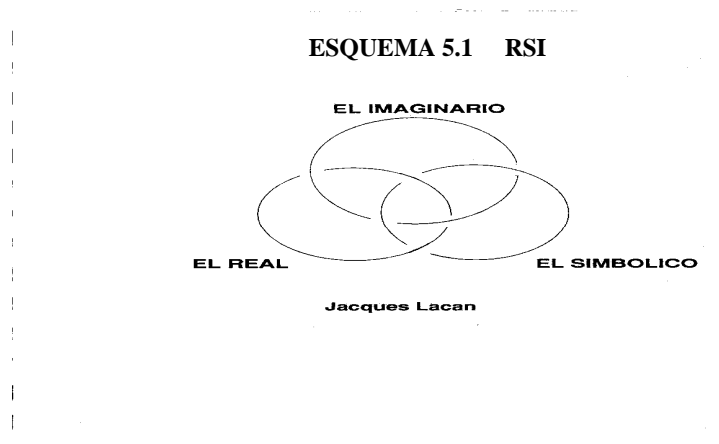 ESQUEMA 5.1 RSI
EL IMAGINARIO
EL REAL
EL SIMBOLICO
Jacques Lacan